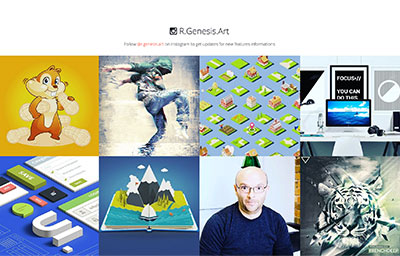 R.Genesis.Art
Follow @r.genesis.art on Instagram to get updates for new features informations
FOCUS//
YOU CAN
DO THIS
SAVE